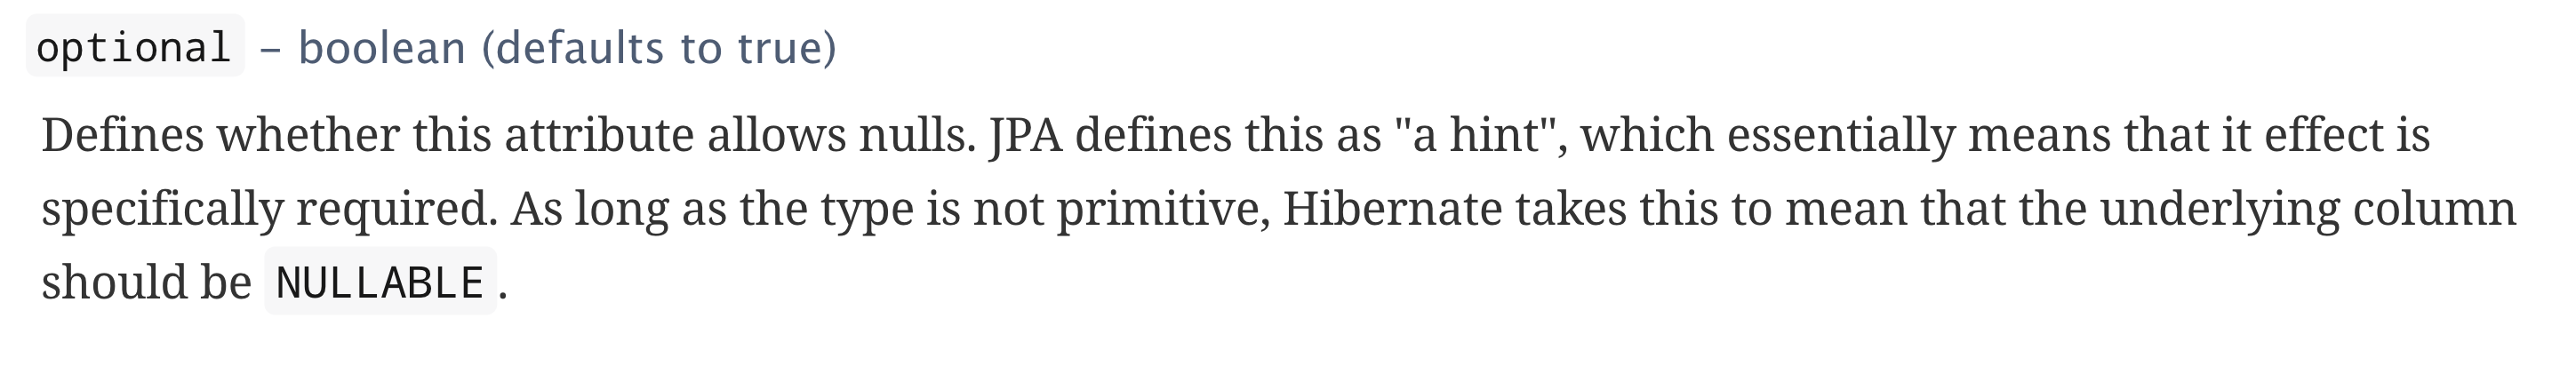 optional – boolean (defaults to true)
Defines whether this attribute allows nulls. JPA defines this as "a hint", which essentially means that it effect is
specifically required. As long as the type is not primitive, Hibernate takes this to mean that the underlying column
should be NULLABLE.